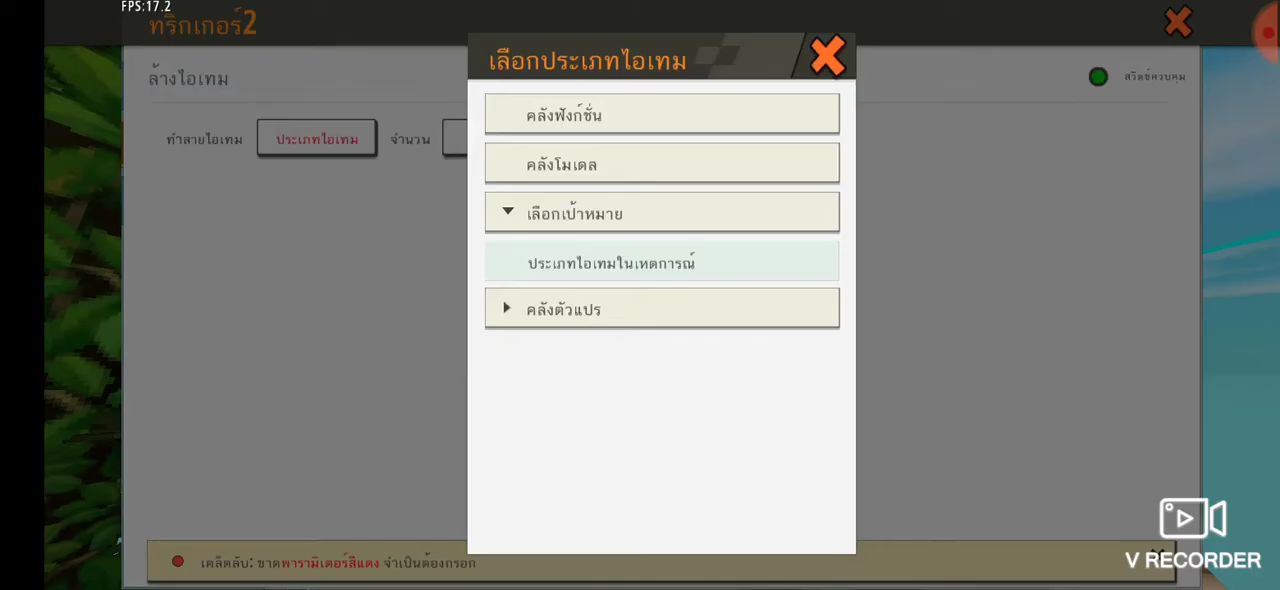 FPS:17.2
ทริกเกอร์2
เลือกประเภทไอเทม
ล้างไอเทม
สวิตช์ควบคุม
คลังฟังก์ชั่น
ทำลายไอเทม ประเภทไอเทม จำนวน
คลังโมเดล
เลือกเป้าหมาย
ประเภทไอเทมในเหตการณ์
คลังตัวแปร
เคล็ดลับ: ขาดพารามิเตอร์สีแดง จำเป็นต้องกรอก
V RECORDER